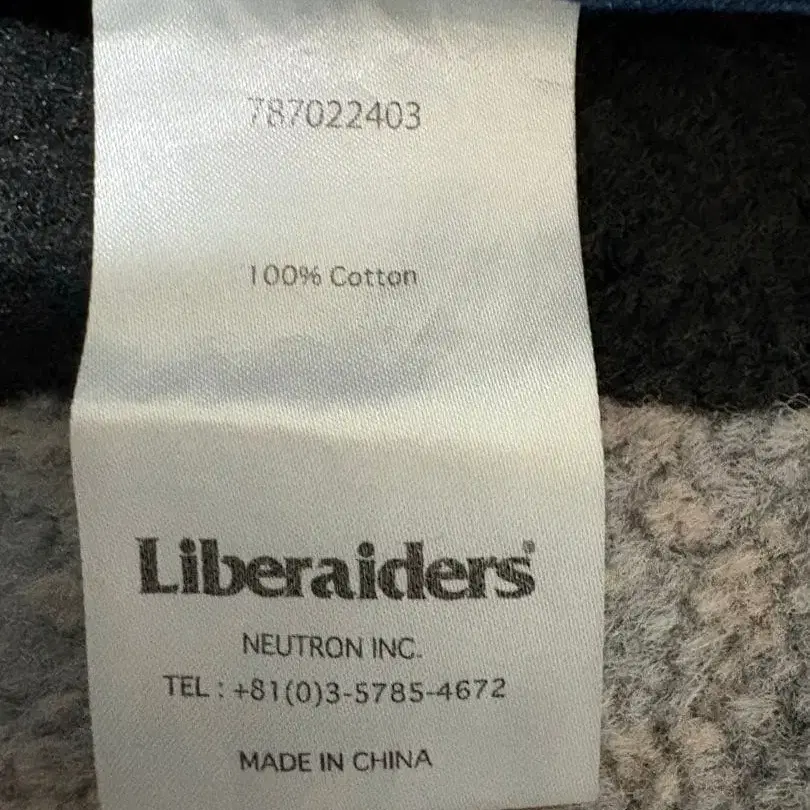 787022403
100% Cotton
Liberaiders®
NEUTRON INC.
TEL : +81(0)3-5785-4672
MADE IN CHINA